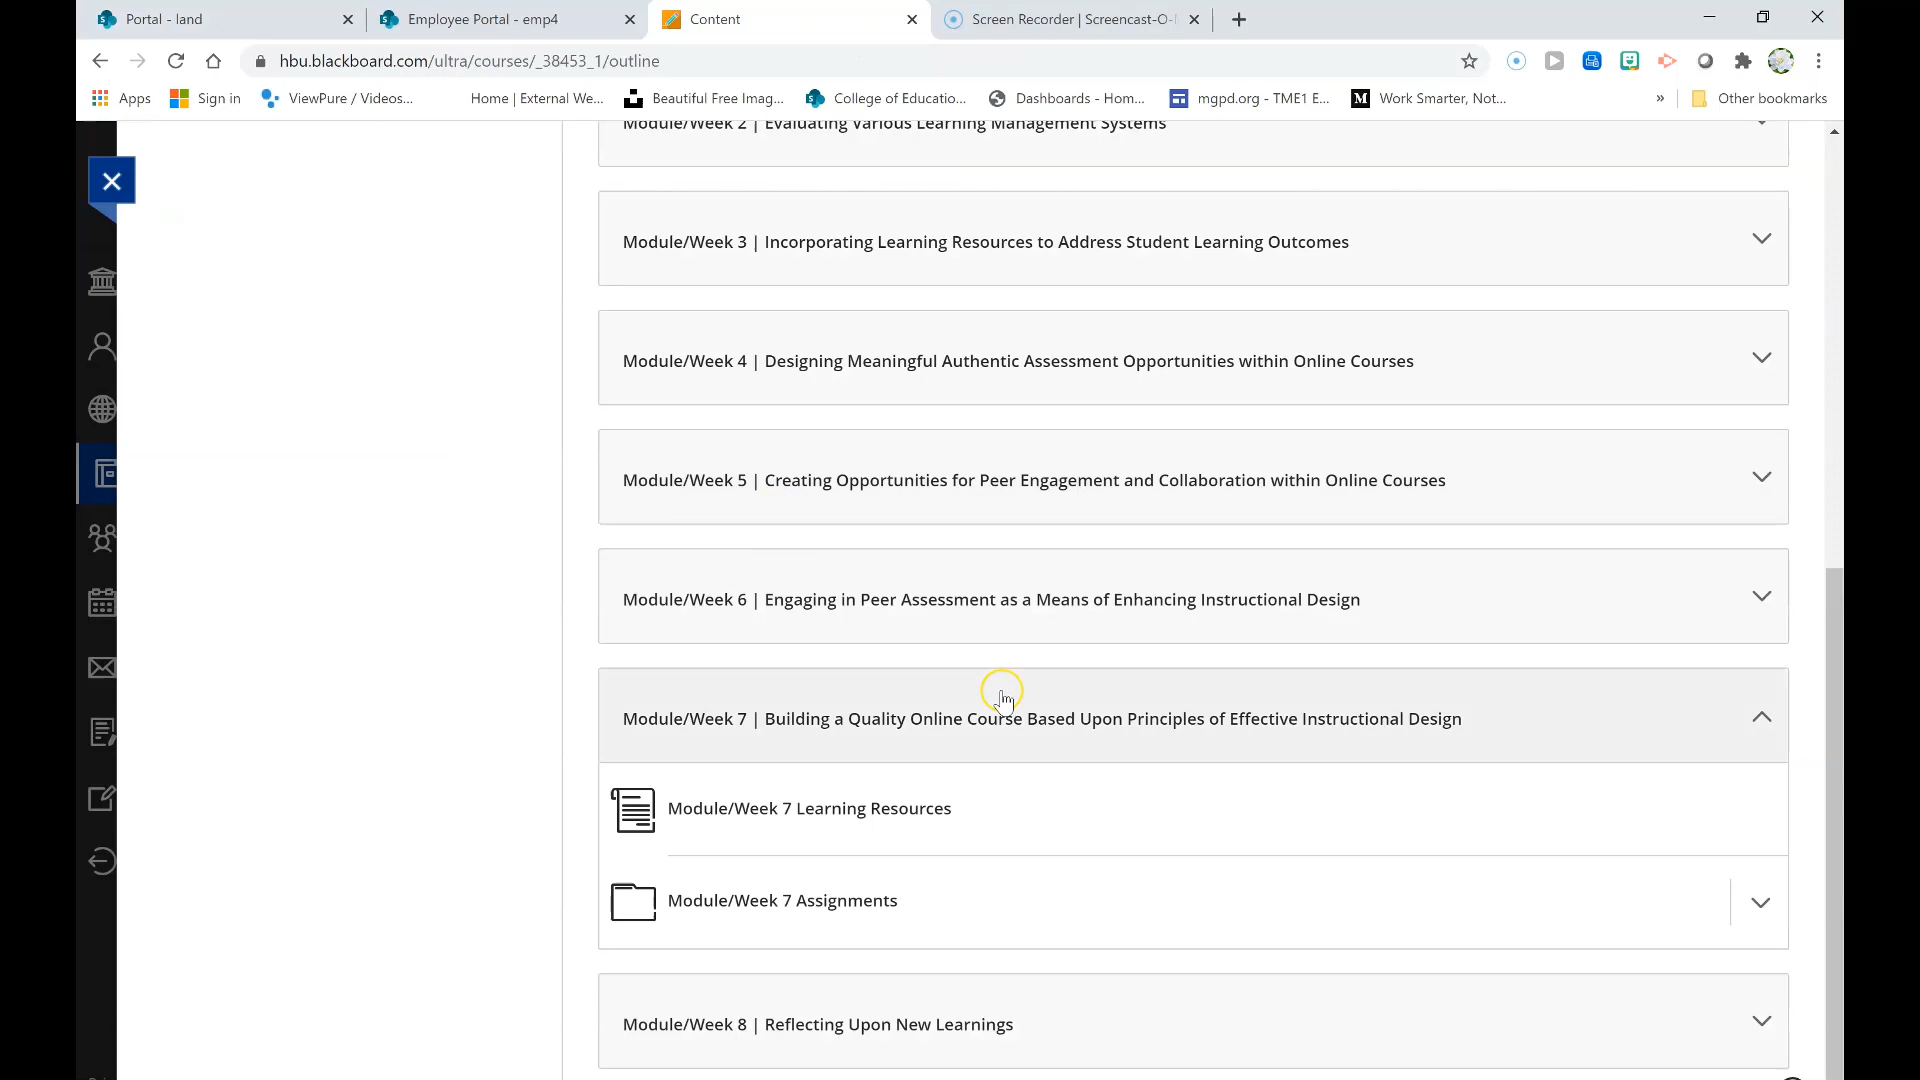 Portal - land
Employee Portal - emp4
Content
Screen Recorder | Screencast-O-
hbu.blackboard.com/ultra/courses/_38453_1/outline
Apps
Sign in
ViewPure / Videos...
Home | External We...
Beautiful Free Imag...
College of Educatio...
Dashboards - Hom...
mgpd.org - TME1 E...
M
Work Smarter, Not...
»
Other bookmarks
Module/Week 2 | Evaluating Various Learning Management Systems
Module/Week 3 | Incorporating Learning Resources to Address Student Learning Outcomes
Module/Week 4 | Designing Meaningful Authentic Assessment Opportunities within Online Courses
Module/Week 5 | Creating Opportunities for Peer Engagement and Collaboration within Online Courses
Module/Week 6 | Engaging in Peer Assessment as a Means of Enhancing Instructional Design
Module/Week 7 | Building a Quality Online Course Based Upon Principles of Effective Instructional Design
Module/Week 7 Learning Resources
Module/Week 7 Assignments
Module/Week 8 | Reflecting Upon New Learnings